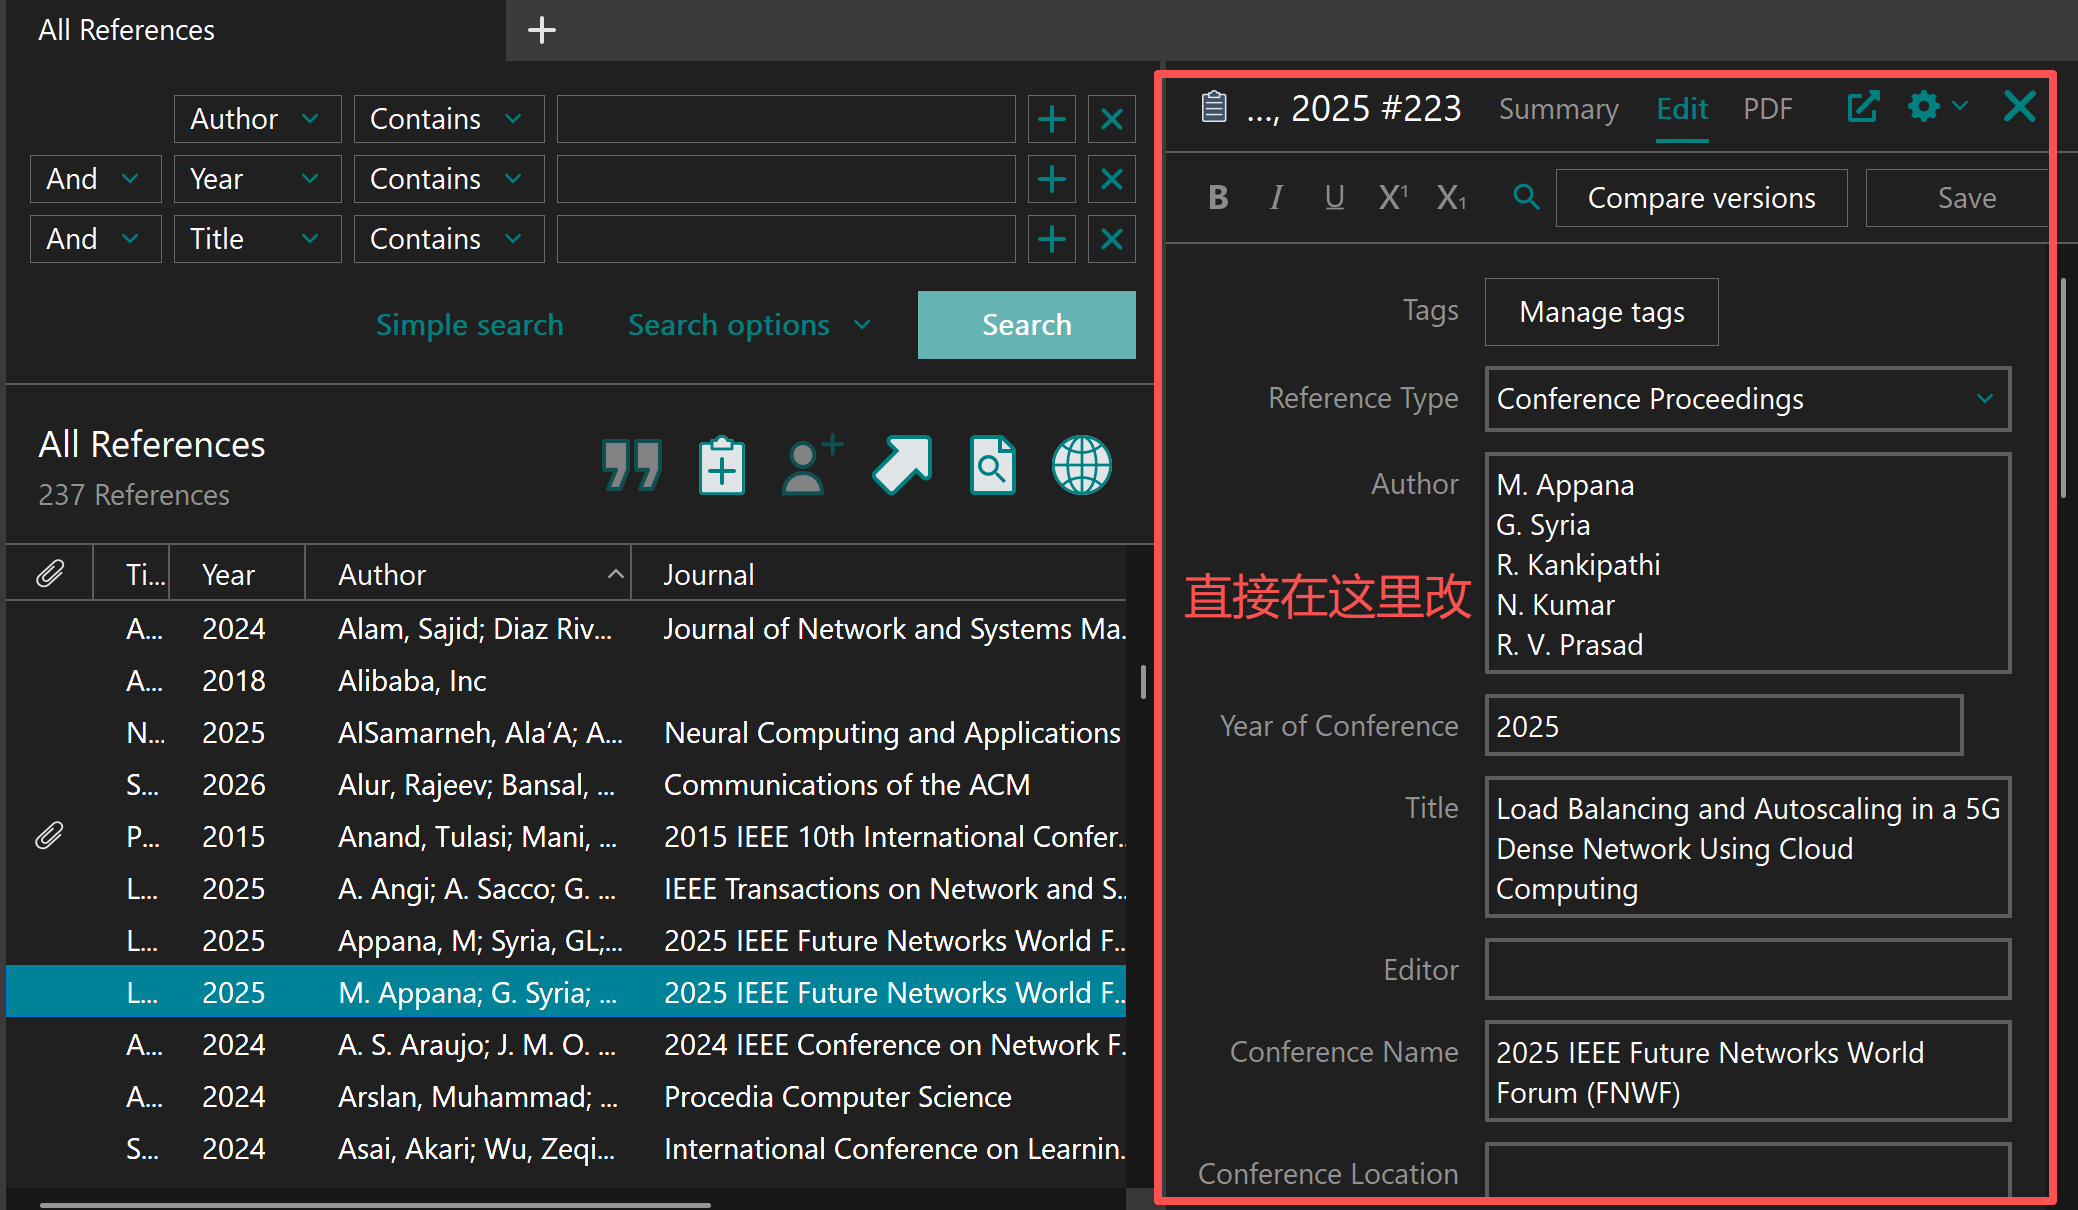 All References
Author
Contains
And
Year
Contains
And
Title
Contains
Simple search
Search options
Search
All References
237 References
Ti...
Year
Author
Journal
A...
2024
Alam, Sajid; Diaz Riv...
Journal of Network and Systems Ma.
A...
2018
Alibaba, Inc
N...
2025
AlSamarneh, Ala’A; A...
Neural Computing and Applications
S...
2026
Alur, Rajeev; Bansal, ...
Communications of the ACM
P...
2015
Anand, Tulasi; Mani, ...
2015 IEEE 10th International Confer..
L...
2025
A. Angi; A. Sacco; G. ...
IEEE Transactions on Network and S..
L...
2025
Appana, M; Syria, GL;...
2025 IEEE Future Networks World F..
L...
2025
M. Appana; G. Syria; ...
2025 IEEE Future Networks World F..
A...
2024
A. S. Araujo; J. M. O. ...
2024 IEEE Conference on Network F.
A...
2024
Arslan, Muhammad; ...
Procedia Computer Science
S...
2024
Asai, Akari; Wu, Zeqi...
International Conference on Learnin.
..., 2025 #223
Summary
Edit
PDF
B
I
U
X¹
X₁
Compare versions
Save
Tags
Manage tags
Reference Type
Conference Proceedings
Author
M. Appana
G. Syria
R. Kankipathi
N. Kumar
R. V. Prasad
直接在这里改
Year of Conference
2025
Title
Load Balancing and Autoscaling in a 5G
Dense Network Using Cloud
Computing
Editor
Conference Name
2025 IEEE Future Networks World
Forum (FNWF)
Conference Location